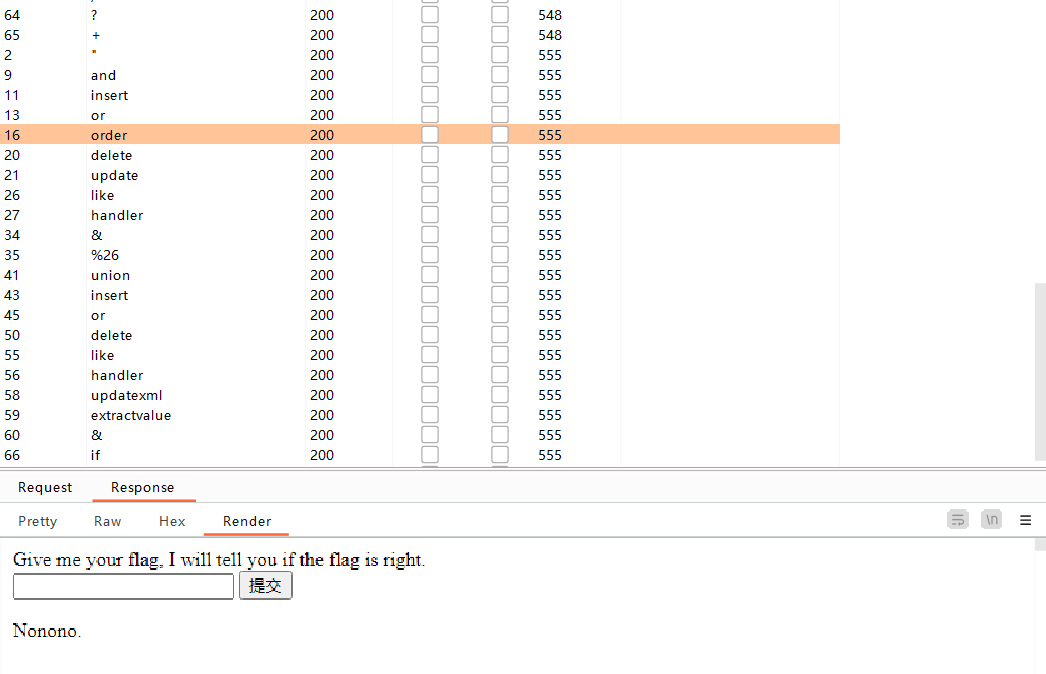 64 ? 200 548
65 + 200 548
2 " 200 555
9 and 200 555
11 insert 200 555
13 or 200 555
16 order 200 555
20 delete 200 555
21 update 200 555
26 like 200 555
27 handler 200 555
34 & 200 555
35 %26 200 555
41 union 200 555
43 insert 200 555
45 or 200 555
50 delete 200 555
55 like 200 555
56 handler 200 555
58 updatexml 200 555
59 extractvalue 200 555
60 & 200 555
66 if 200 555
Request Response
Pretty Raw Hex Render \n
Give me your flag, I will tell you if the flag is right.
提交
Nonono.